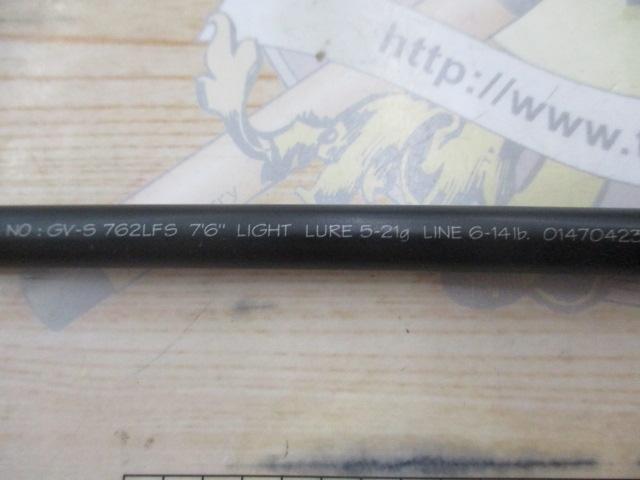 http://www.
NO : GV-S 762LFS 7'6" LIGHT LURE 5-21g LINE 6-14lb. 01470423